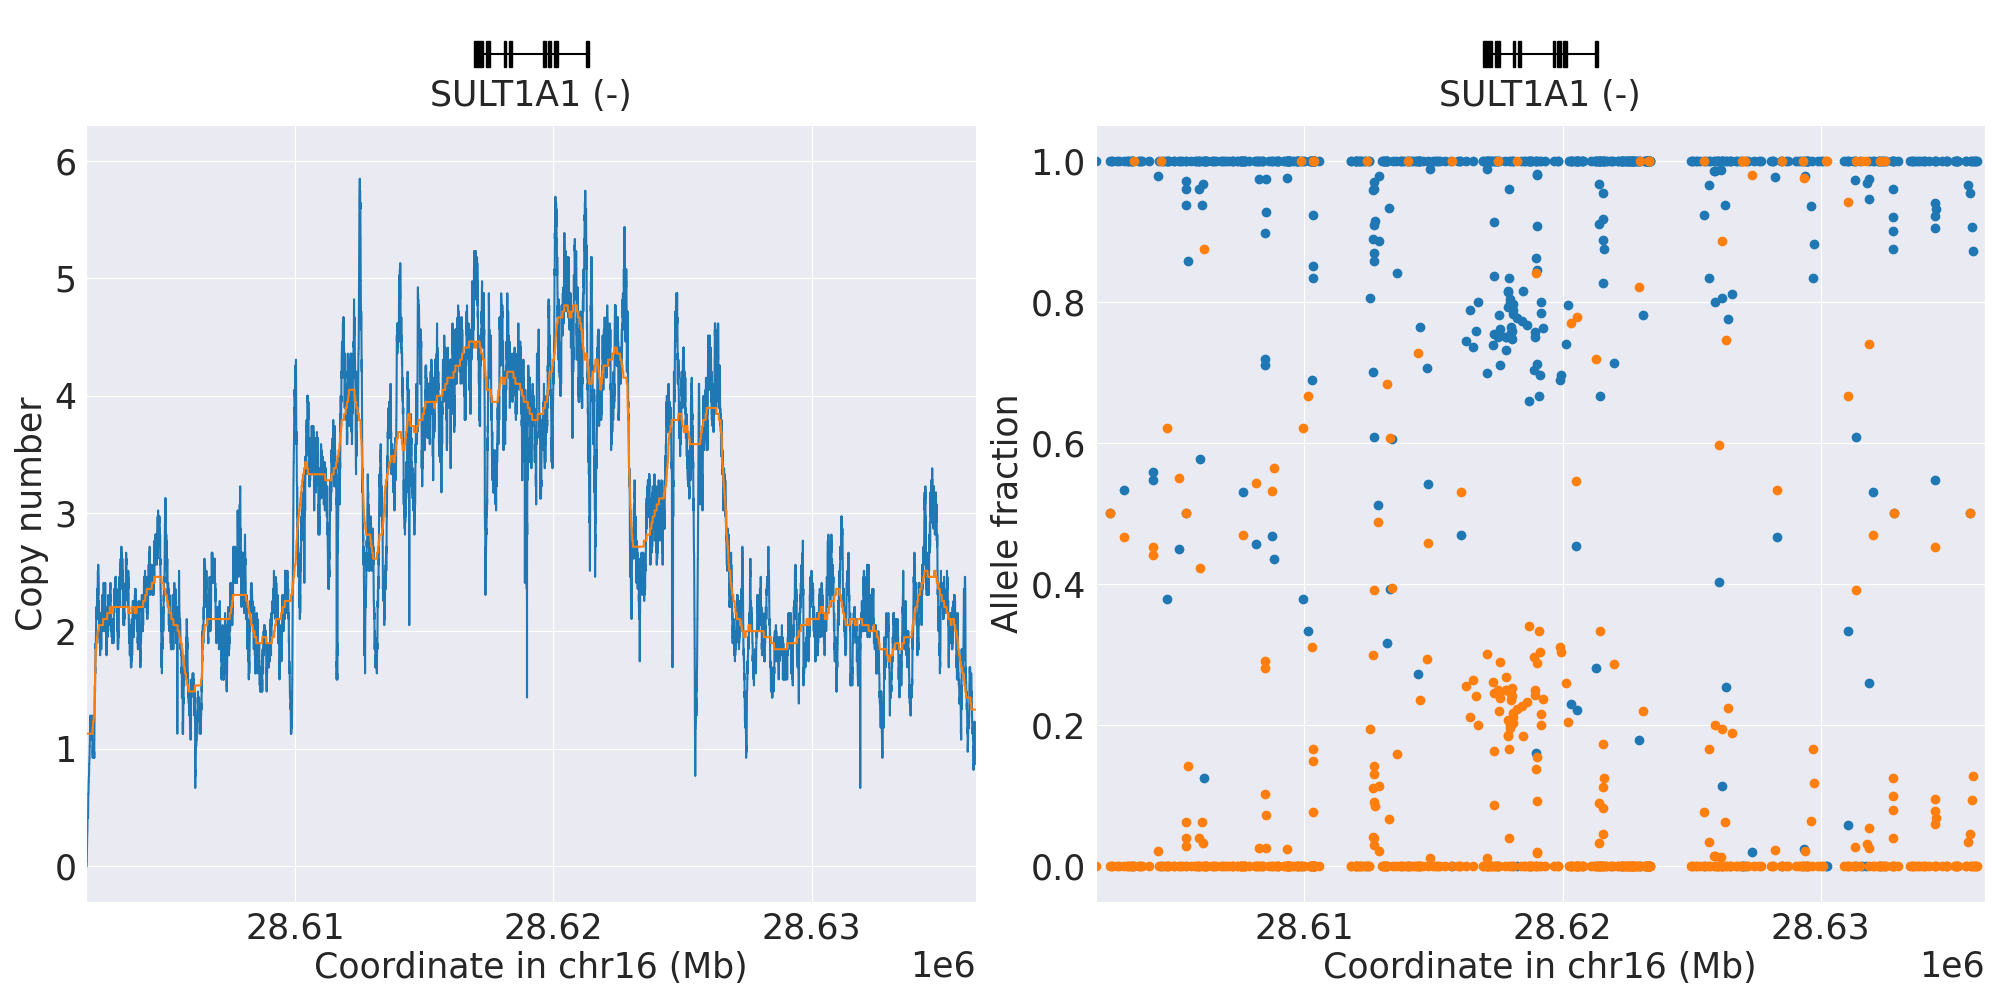 SULT1A1 (-)
Copy number
6
5
4
3
2
1
0
28.61
28.62
28.63
Coordinate in chr16 (Mb)
1e6
SULT1A1 (-)
Allele fraction
1.0
0.8
0.6
0.4
0.2
0.0
28.61
28.62
28.63
Coordinate in chr16 (Mb)
1e6